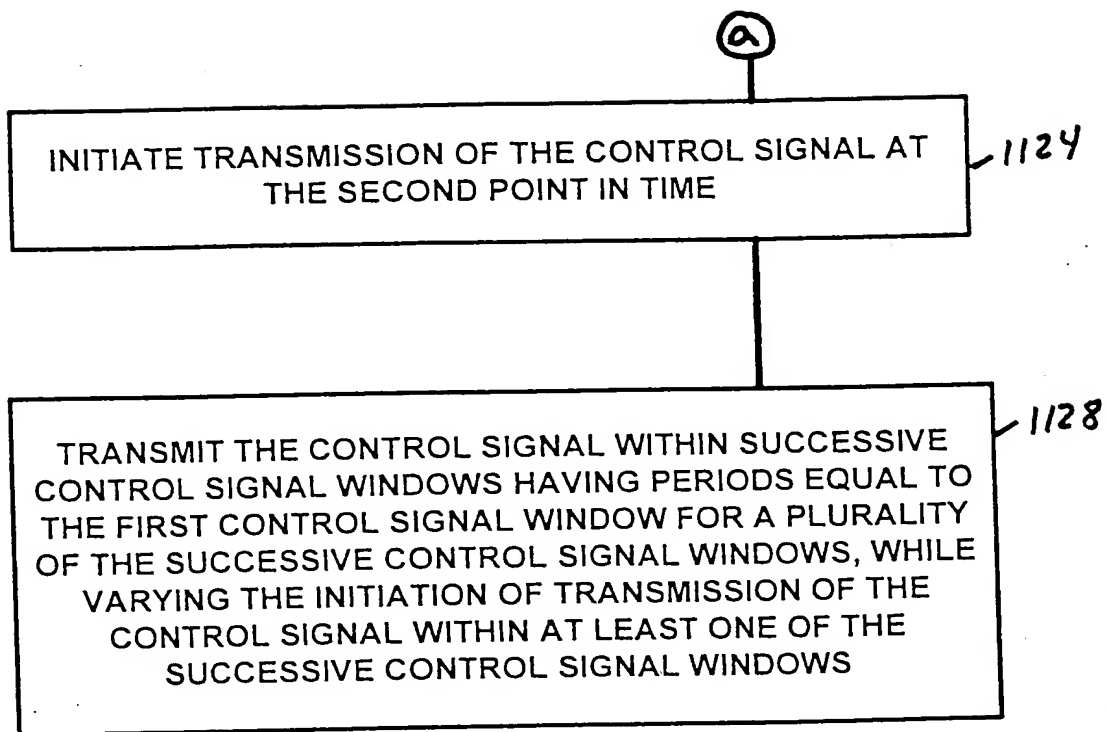 a
INITIATE TRANSMISSION OF THE CONTROL SIGNAL AT
THE SECOND POINT IN TIME
1124
TRANSMIT THE CONTROL SIGNAL WITHIN SUCCESSIVE
CONTROL SIGNAL WINDOWS HAVING PERIODS EQUAL TO
THE FIRST CONTROL SIGNAL WINDOW FOR A PLURALITY
OF THE SUCCESSIVE CONTROL SIGNAL WINDOWS, WHILE
VARYING THE INITIATION OF TRANSMISSION OF THE
CONTROL SIGNAL WITHIN AT LEAST ONE OF THE
SUCCESSIVE CONTROL SIGNAL WINDOWS
1128